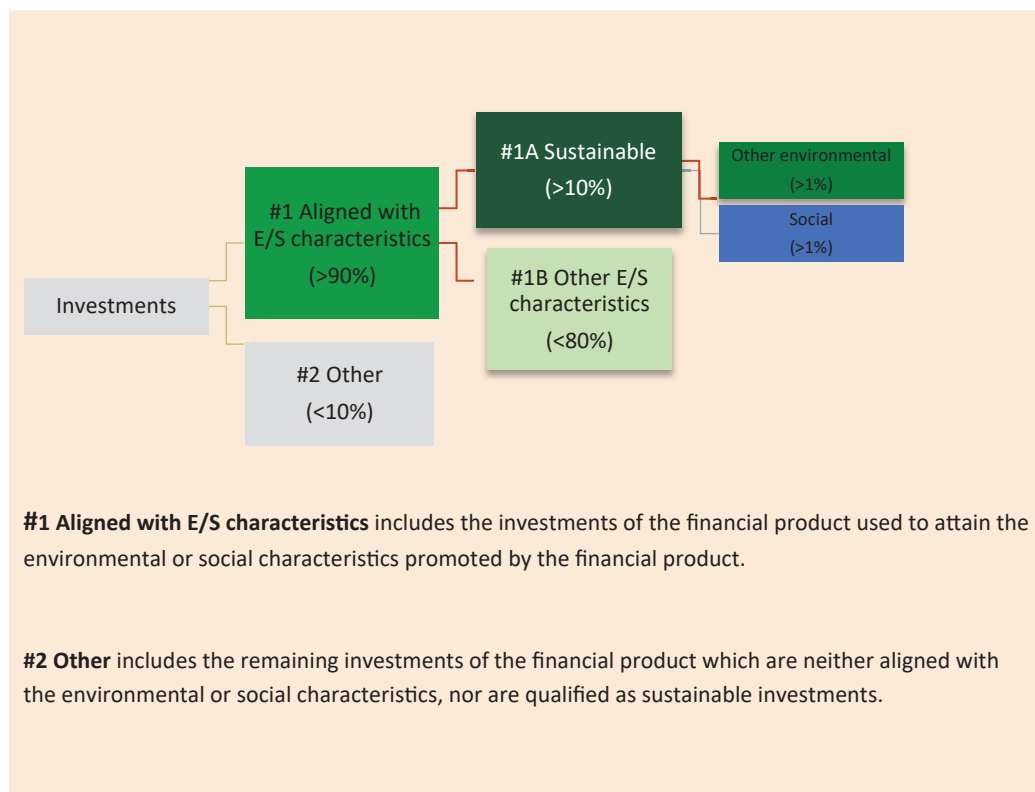 #1A Sustainable
(>10%)
Other environmental
(>1%)
Social
(>1%)
#1 Aligned with
E/S characteristics
(>90%)
#1B Other E/S
characteristics
(<80%)
Investments
#2 Other
(<10%)
#1 Aligned with E/S characteristics includes the investments of the financial product used to attain the
environmental or social characteristics promoted by the financial product.
#2 Other includes the remaining investments of the financial product which are neither aligned with
the environmental or social characteristics, nor are qualified as sustainable investments.